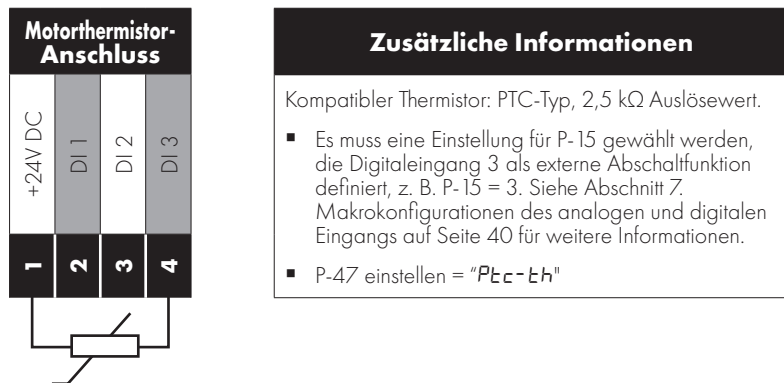 Motorthermistor-
Anschluss
+24V DC
DI 1
DI 2
DI 3
1
2
3
4
Zusätzliche Informationen
Kompatibler Thermistor: PTC-Typ, 2,5 kΩ Auslösewert.
▪ Es muss eine Einstellung für P-15 gewählt werden,
die Digitaleingang 3 als externe Abschaltfunktion
definiert, z. B. P-15 = 3. Siehe Abschnitt 7.
Makrokonfigurationen des analogen und digitalen
Eingangs auf Seite 40 für weitere Informationen.
▪ P-47 einstellen = "Ptc-th"